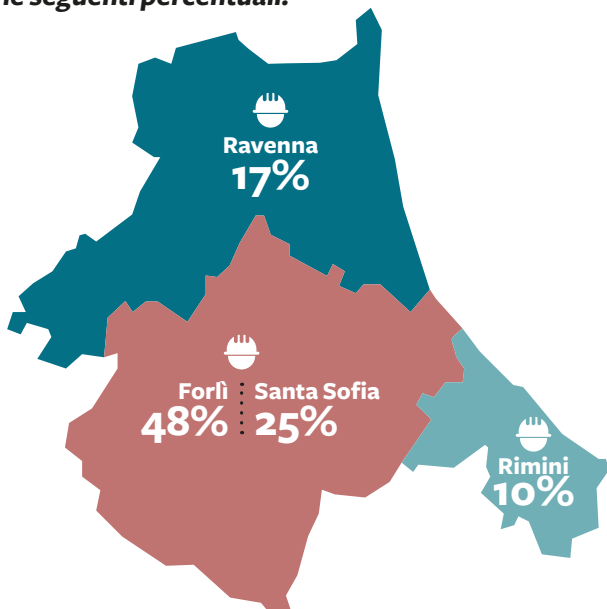 le seguenti percentuali:
Ravenna
17%
Forlì Santa Sofia
48% 25%
Rimini
10%